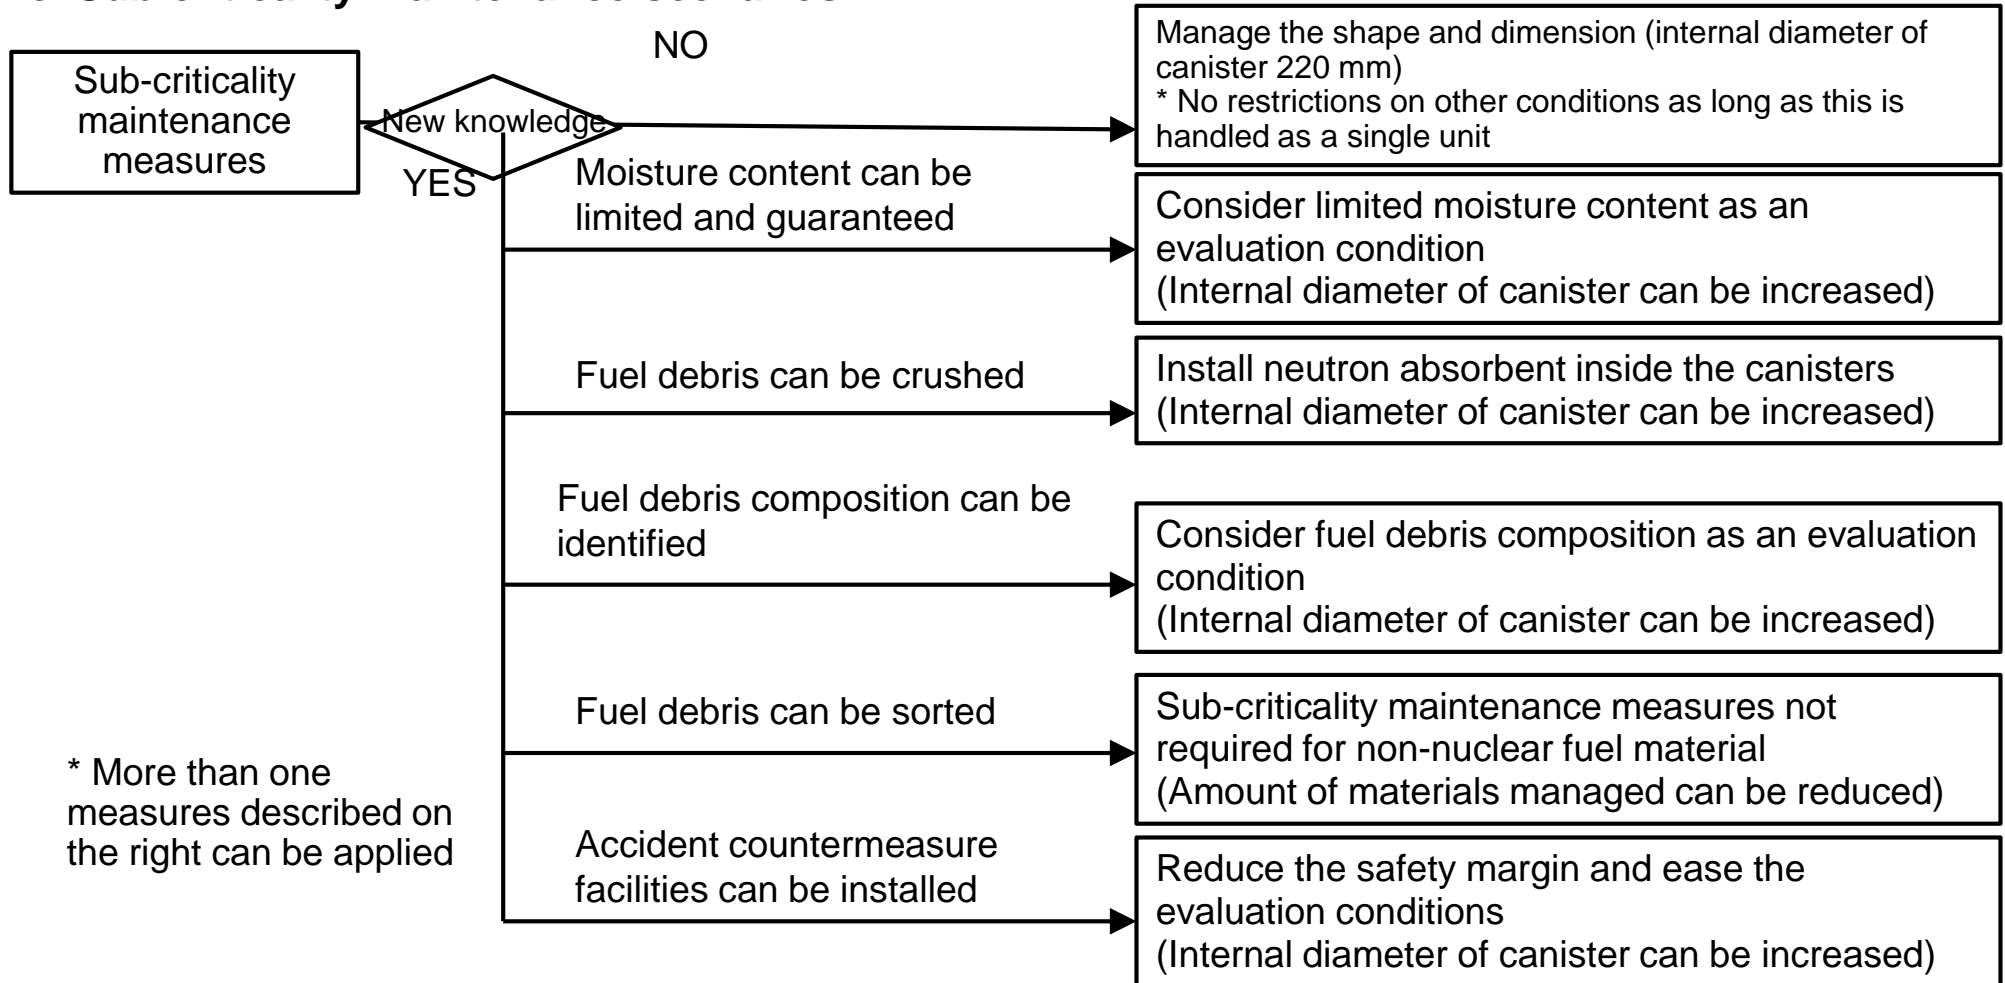 Sub-criticality
maintenance
measures
New knowledge
NO
YES
Manage the shape and dimension (internal diameter of
canister 220 mm)
* No restrictions on other conditions as long as this is
handled as a single unit
Moisture content can be
limited and guaranteed
Consider limited moisture content as an
evaluation condition
(Internal diameter of canister can be increased)
Fuel debris can be crushed
Install neutron absorbent inside the canisters
(Internal diameter of canister can be increased)
Fuel debris composition can be
identified
Consider fuel debris composition as an evaluation
condition
(Internal diameter of canister can be increased)
Fuel debris can be sorted
Sub-criticality maintenance measures not
required for non-nuclear fuel material
(Amount of materials managed can be reduced)
Accident countermeasure
facilities can be installed
Reduce the safety margin and ease the
evaluation conditions
(Internal diameter of canister can be increased)
* More than one
measures described on
the right can be applied